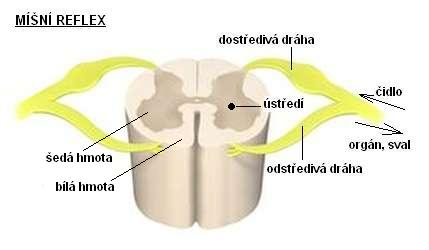 MÍŠNÍ REFLEX
dostředivá dráha
čidlo
ústředí
orgán, sval
šedá hmota
odstředivá dráha
bílá hmota